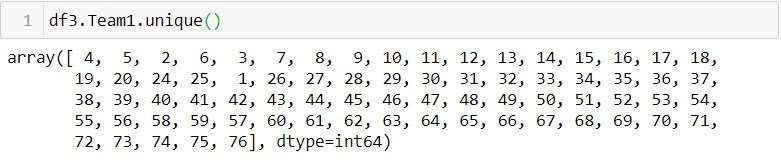 1 df3.Team1.unique()
array([ 4, 5, 2, 6, 3, 7, 8, 9, 10, 11, 12, 13, 14, 15, 16, 17, 18,
19, 20, 24, 25, 1, 26, 27, 28, 29, 30, 31, 32, 33, 34, 35, 36, 37,
38, 39, 40, 41, 42, 43, 44, 45, 46, 47, 48, 49, 50, 51, 52, 53, 54,
55, 56, 58, 59, 57, 60, 61, 62, 63, 64, 65, 66, 67, 68, 69, 70, 71,
72, 73, 74, 75, 76], dtype=int64)